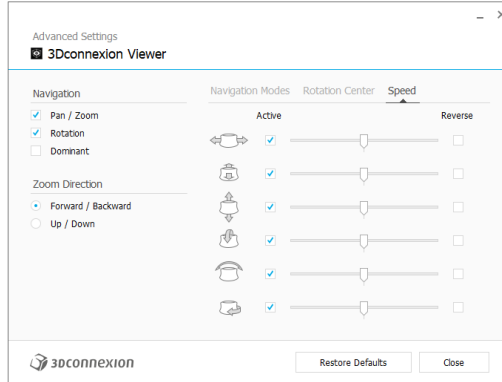 Advanced Settings
3Dconnexion Viewer
Navigation
Pan / Zoom
Rotation
Dominant
Zoom Direction
Forward / Backward
Up / Down
Navigation Modes Rotation Center Speed
Active Reverse
3DCONNEXION
Restore Defaults Close